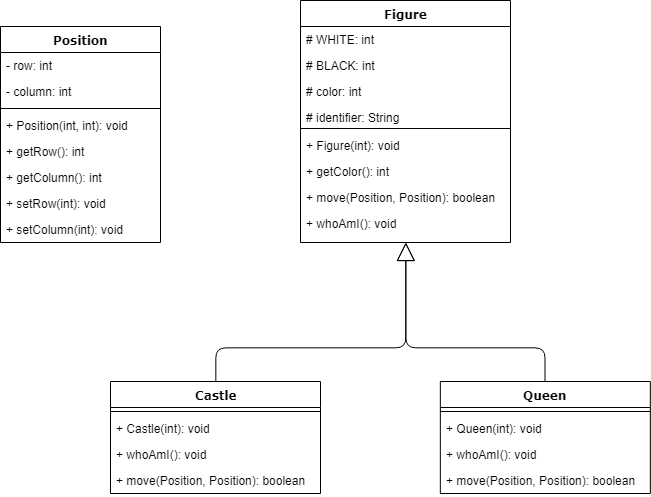 Position
- row: int
- column: int
+ Position(int, int): void
+ getRow(): int
+ getColumn(): int
+ setRow(int): void
+ setColumn(int): void
Figure
# WHITE: int
# BLACK: int
# color: int
# identifier: String
+ Figure(int): void
+ getColor(): int
+ move(Position, Position): boolean
+ whoAmI(): void
Castle
+ Castle(int): void
+ whoAmI(): void
+ move(Position, Position): boolean
Queen
+ Queen(int): void
+ whoAmI(): void
+ move(Position, Position): boolean